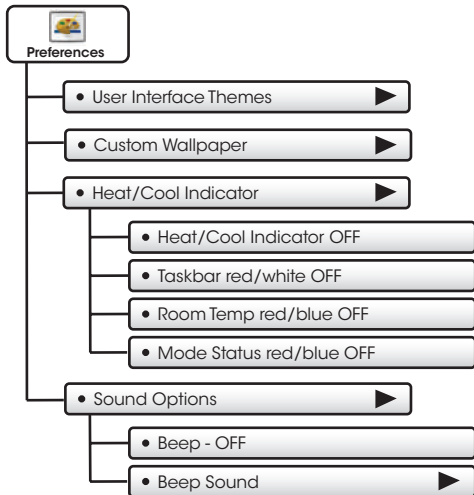 Preferences
• User Interface Themes
• Custom Wallpaper
• Heat/Cool Indicator
• Heat/Cool Indicator OFF
• Taskbar red/white OFF
• Room Temp red/blue OFF
• Mode Status red/blue OFF
• Sound Options
• Beep - OFF
• Beep Sound